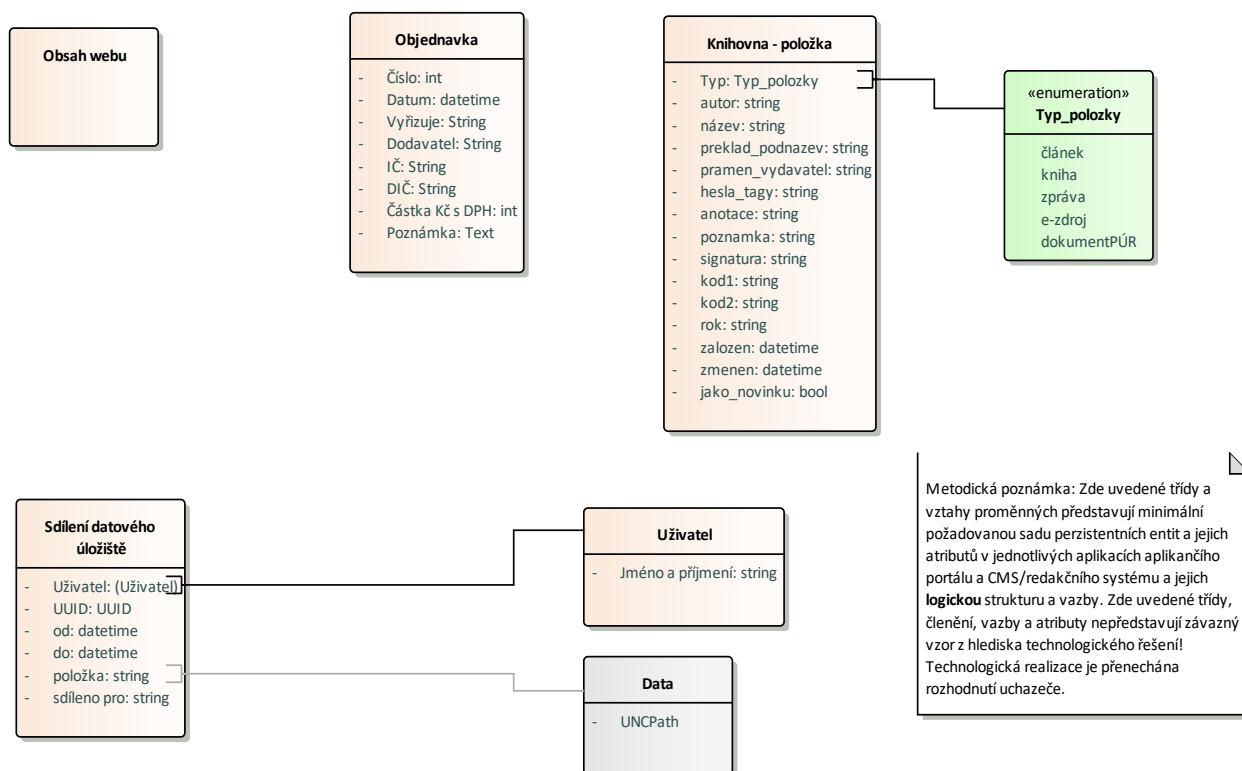 Obsah webu
Objednavka
- Číslo: int
- Datum: datetime
- Vyřizuje: String
- Dodavatel: String
- IČ: String
- DIČ: String
- Částka Kč s DPH: int
- Poznámka: Text
Knihovna - položka
- Typ: Typ_polozky
- autor: string
- název: string
- preklad_podnazev: string
- pramen_vydavatel: string
- hesla_tagy: string
- anotace: string
- poznamka: string
- signatura: string
- kod1: string
- kod2: string
- rok: string
- zalozen: datetime
- zmenen: datetime
- jako_novinku: bool
«enumeration»
Typ_polozky
článek
kniha
zpráva
e-zdroj
dokumentPÚR
Sdílení datového
úložiště
- Uživatel: (Uživatel)
- UUID: UUID
- od: datetime
- do: datetime
- položka: string
- sdíleno pro: string
Uživatel
- Jméno a příjmení: string
Data
- UNCPath
Metodická poznámka: Zde uvedené třídy a
vztahy proměnných představují minimální
požadovanou sadu perzistentních entit a jejich
atributů v jednotlivých aplikacích aplikančího
portálu a CMS/redakčního systému a jejich
logickou strukturu a vazby. Zde uvedené třídy,
členění, vazby a atributy nepředstavují závazný
vzor z hlediska technologického řešení!
Technologická realizace je přenechána
rozhodnutí uchazeče.